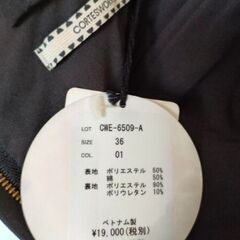 CORTESWORKS
LOT CWE-6509-A
SIZE 36
COL. 01
表地 ポリエステル 50%
綿 50%
裏地 ポリエステル 90%
ポリウレタン 10%
ベトナム製
¥19,000(税別)